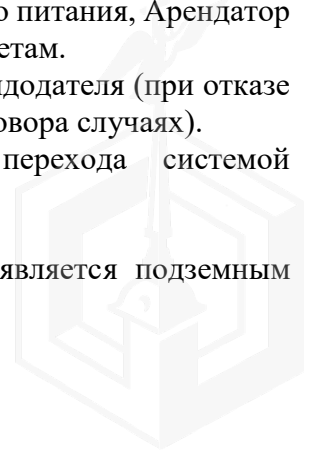 о питания, Арендатор
етам.
ндодателя (при отказе
овора случаях).
перехода системой
является подземным